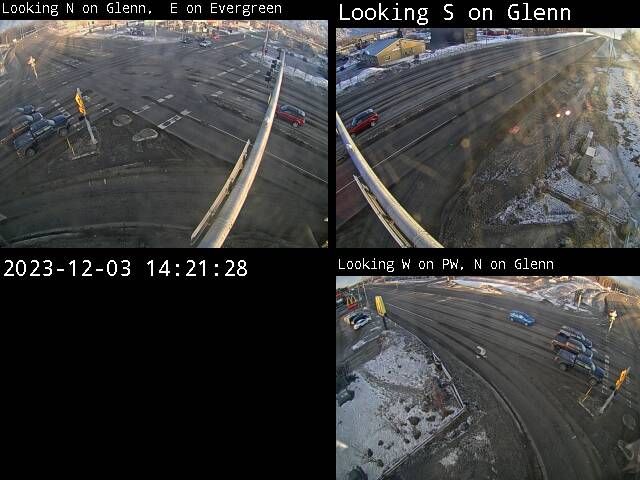 Looking N on Glenn,  E on Evergreen
Looking S on Glenn
2023-12-03 14:21:28
Looking W on PW, N on Glenn